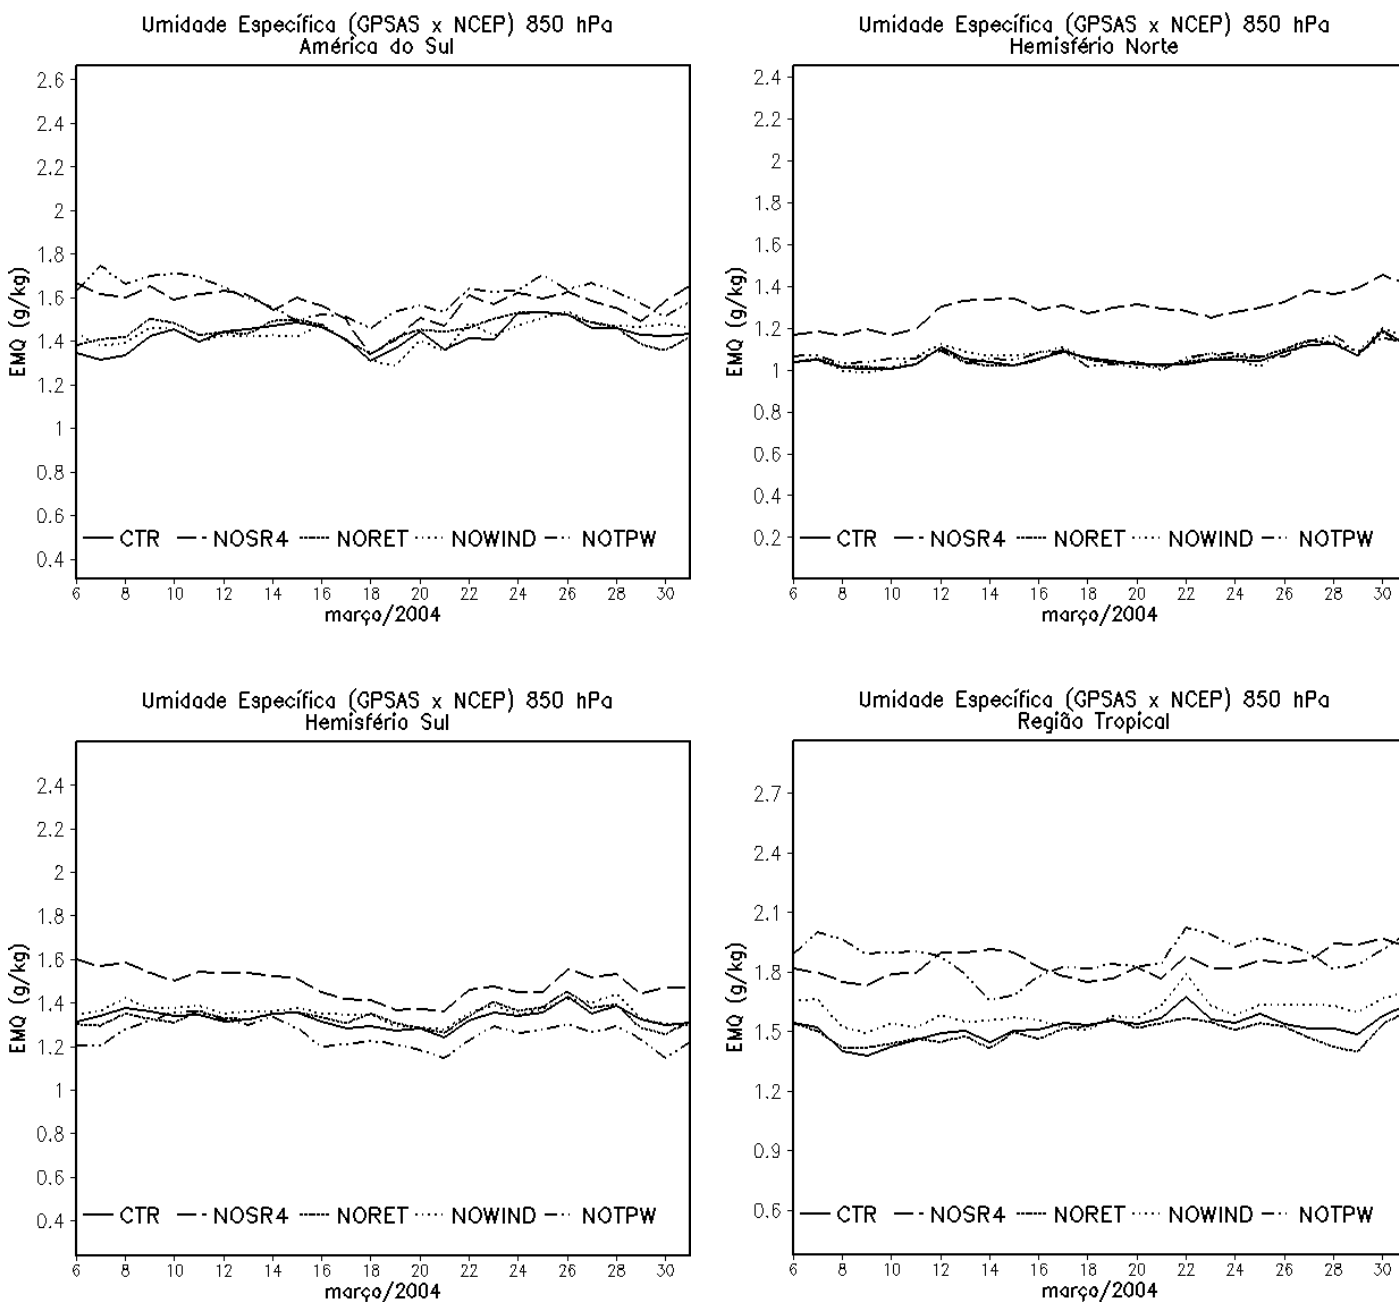 Umidade Específica (GPSAS x NCEP) 850 hPa
América do Sul
EMQ (g/kg)
2.6
2.4
2.2
2
1.8
1.6
1.4
1.2
1
0.8
0.6
0.4
CTR NOSR4 NORET NOWIND NOTPW
6 8 10 12 14 16 18 20 22 24 26 28 30
março/2004
Umidade Específica (GPSAS x NCEP) 850 hPa
Hemisfério Norte
EMQ (g/kg)
2.4
2.2
2
1.8
1.6
1.4
1.2
1
0.8
0.6
0.4
0.2
CTR NOSR4 NORET NOWIND NOTPW
6 8 10 12 14 16 18 20 22 24 26 28 30
março/2004
Umidade Específica (GPSAS x NCEP) 850 hPa
Hemisfério Sul
EMQ (g/kg)
2.4
2.2
2
1.8
1.6
1.4
1.2
1
0.8
0.6
0.4
CTR NOSR4 NORET NOWIND NOTPW
6 8 10 12 14 16 18 20 22 24 26 28 30
março/2004
Umidade Específica (GPSAS x NCEP) 850 hPa
Região Tropical
EMQ (g/kg)
2.7
2.4
2.1
1.8
1.5
1.2
0.9
0.6
CTR NOSR4 NORET NOWIND NOTPW
6 8 10 12 14 16 18 20 22 24 26 28 30
março/2004